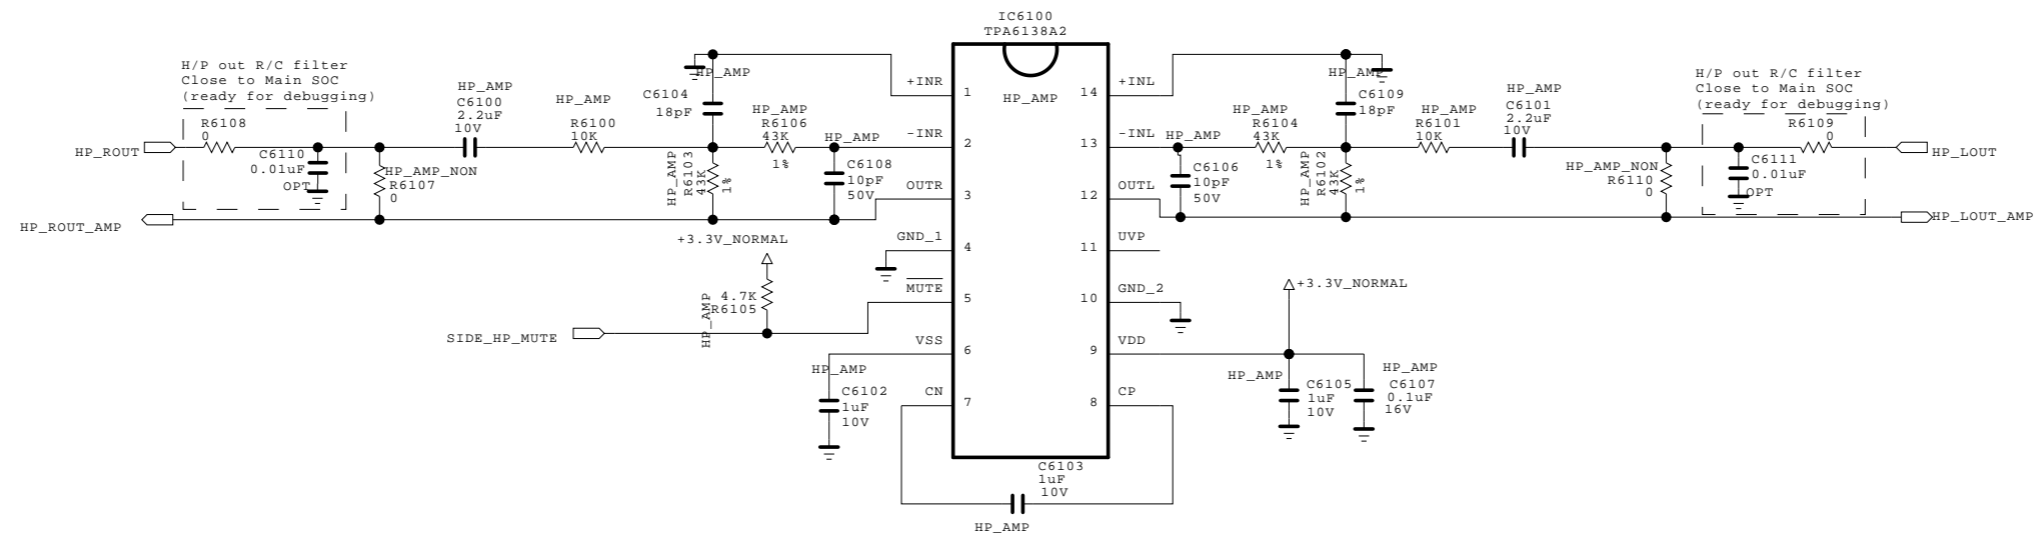 IC6100
TPA6138A2
HP_AMP
H/P out R/C filter
Close to Main SOC
(ready for debugging)
R6108
0
HP_ROUT
C6110
0.01uF
OPT
HP_AMP_NON
R6107
0
HP_ROUT_AMP
HP_AMP
C6100
2.2uF
10V
HP_AMP
R6100
10K
HP_AMP
C6104
18pF
HP_AMP
R6106
43K
1%
HP_AMP
R6103
43K
1%
HP_AMP
C6108
10pF
50V
+3.3V_NORMAL
4.7K
R6105
HP_AMP
SIDE_HP_MUTE
HP_AMP
C6102
1uF
10V
+INR
1
-INR
2
OUTR
3
GND_1
4
MUTE
5
VSS
6
CN
7
14
+INL
13
-INL
12
OUTL
11
UVP
10
GND_2
9
VDD
8
CP
C6103
1uF
10V
HP_AMP
HP_AMP
C6106
10pF
50V
HP_AMP
R6104
43K
1%
HP_AMP
C6109
18pF
HP_AMP
R6102
43K
1%
HP_AMP
R6101
10K
HP_AMP
C6101
2.2uF
10V
HP_AMP_NON
R6110
0
H/P out R/C filter
Close to Main SOC
(ready for debugging)
R6109
0
C6111
0.01uF
OPT
HP_LOUT
HP_LOUT_AMP
+3.3V_NORMAL
HP_AMP
C6105
1uF
10V
HP_AMP
C6107
0.1uF
16V